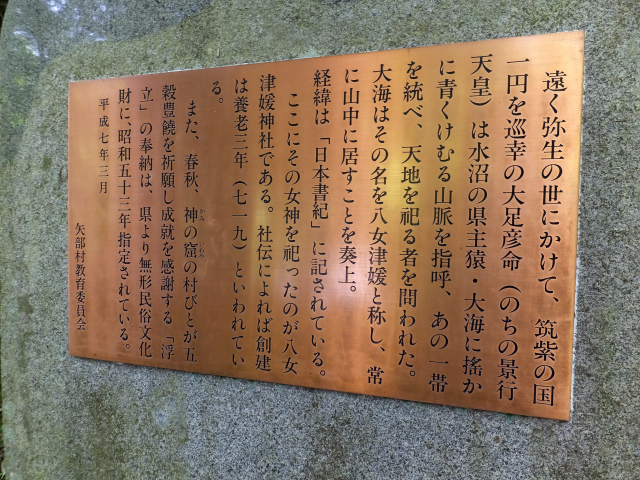 遠く弥生の世にかけて、筑紫の国
一円を巡幸の大足彦命（のちの景行
天皇）は水沼の県主猿・大海に搖か
に青くけむる山脈を指呼、あの一帯
を統べ、天地を祀る者を問われた。
大海はその名を八女津媛と称し、常
に山中に居すことを奏上。
経緯は「日本書紀」に記されている。
ここにその女神を祀ったのが八女
津媛神社である。社伝によれば創建
は養老三年（七一九）といわれてい
る。
また、春秋、神の窟の村びとが五
穀豊饒を祈願し成就を感謝する「浮
立」の奉納は、県より無形民俗文化
財に、昭和五十三年指定されている。
平成七年三月
矢部村教育委員会